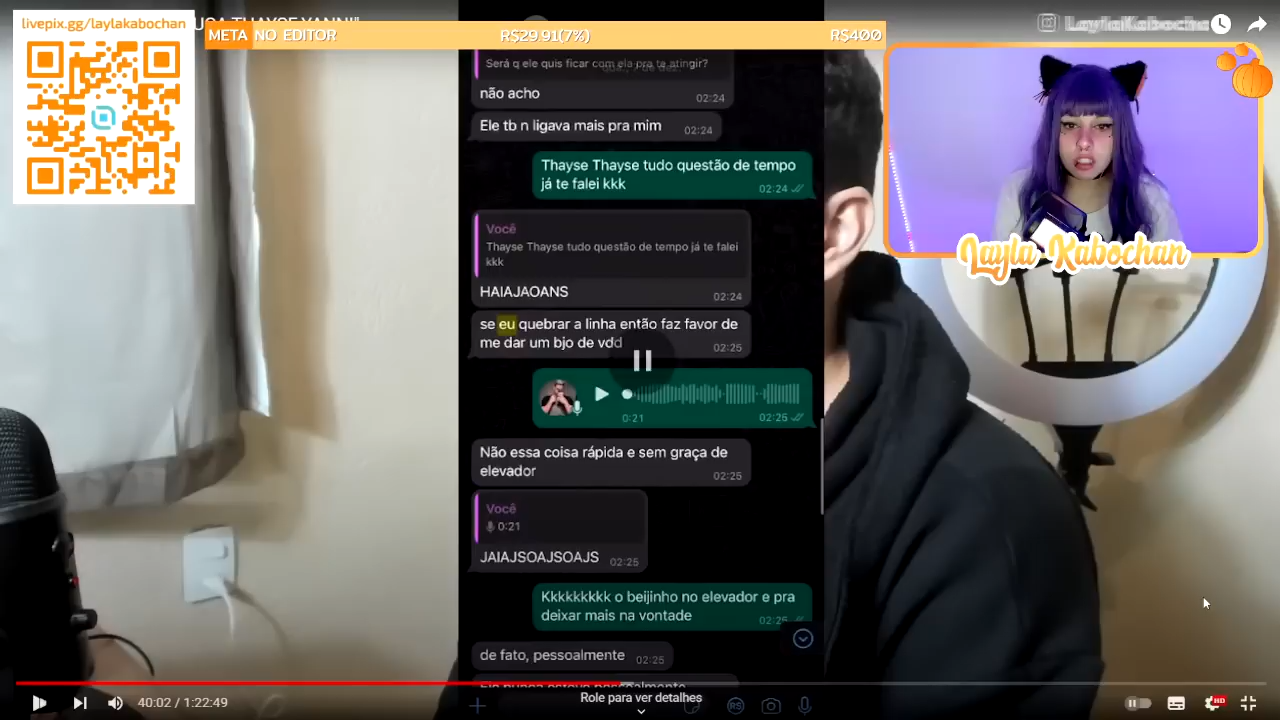 livepix.gg/laylakabochan
META NO EDITOR
R$29.91(7%)
R$400
LaylaKabocha
Será q ele quis ficar com ela pra te atingir?
não acho
02:24
Ele tb n ligava mais pra mim
02:24
Thayse Thayse tudo questão de tempo
já te falei kkk
02:24
Você
Thayse Thayse tudo questão de tempo já te falei
kkk
HAIAJAOANS
02:24
se eu quebrar a linha então faz favor de
me dar um bjo de vdd
02:25
0:21
02:25
Não essa coisa rápida e sem graça de
elevador
02:25
Você
0:21
JAIAJSOAJSOAJS
02:25
Kkkkkkkkk o beijinho no elevador e pra
deixar mais na vontade
02:25
de fato, pessoalmente
02:25
Layla Kabochan
40:02 / 1:22:49
Role para ver detalhes
RS
HD